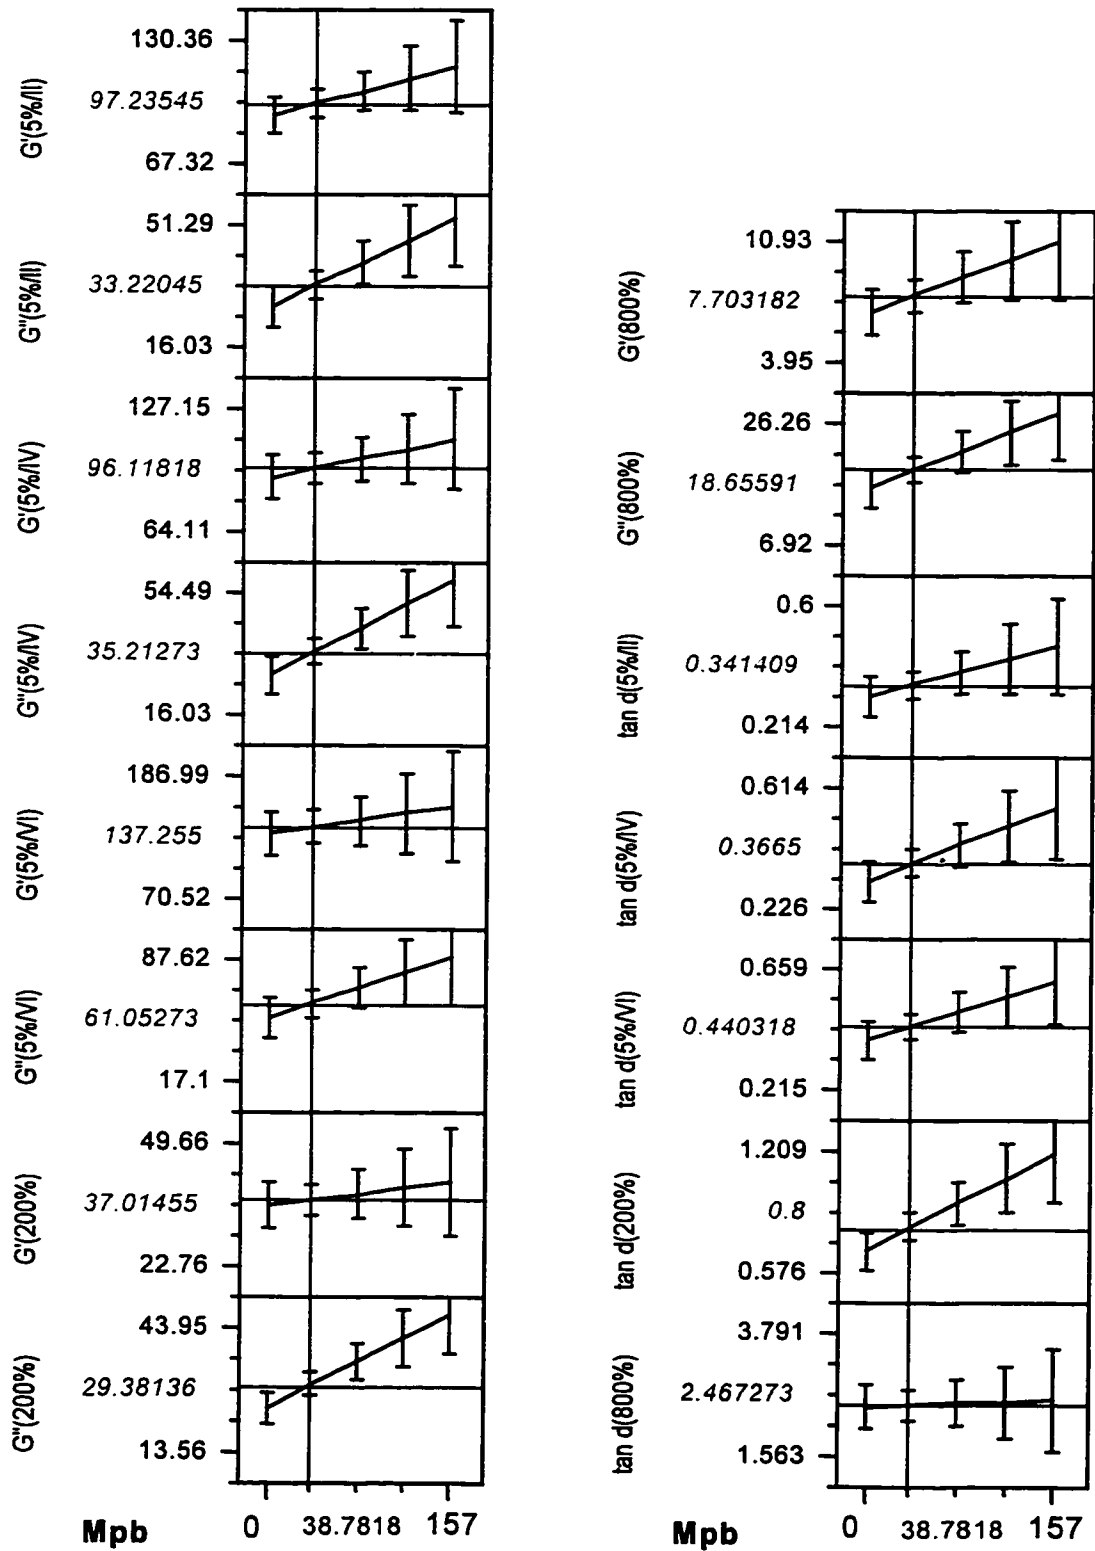 G'(5%/II)
130.36
97.23545
67.32
G"(5%/II)
51.29
33.22045
16.03
G'(5%/IV)
127.15
96.11818
64.11
G"(5%/IV)
54.49
35.21273
16.03
G'(5%/VI)
186.99
137.255
70.52
G"(5%/VI)
87.62
61.05273
17.1
G'(200%)
49.66
37.01455
22.76
G"(200%)
43.95
29.38136
13.56
Mpb 0 38.7818 157
G'(800%)
10.93
7.703182
3.95
G"(800%)
26.26
18.65591
6.92
tan d(5%/II)
0.6
0.341409
0.214
tan d(5%/IV)
0.614
0.3665
0.226
tan d(5%/VI)
0.659
0.440318
0.215
tan d(200%)
1.209
0.8
0.576
tan d(800%)
3.791
2.467273
1.563
Mpb 0 38.7818 157